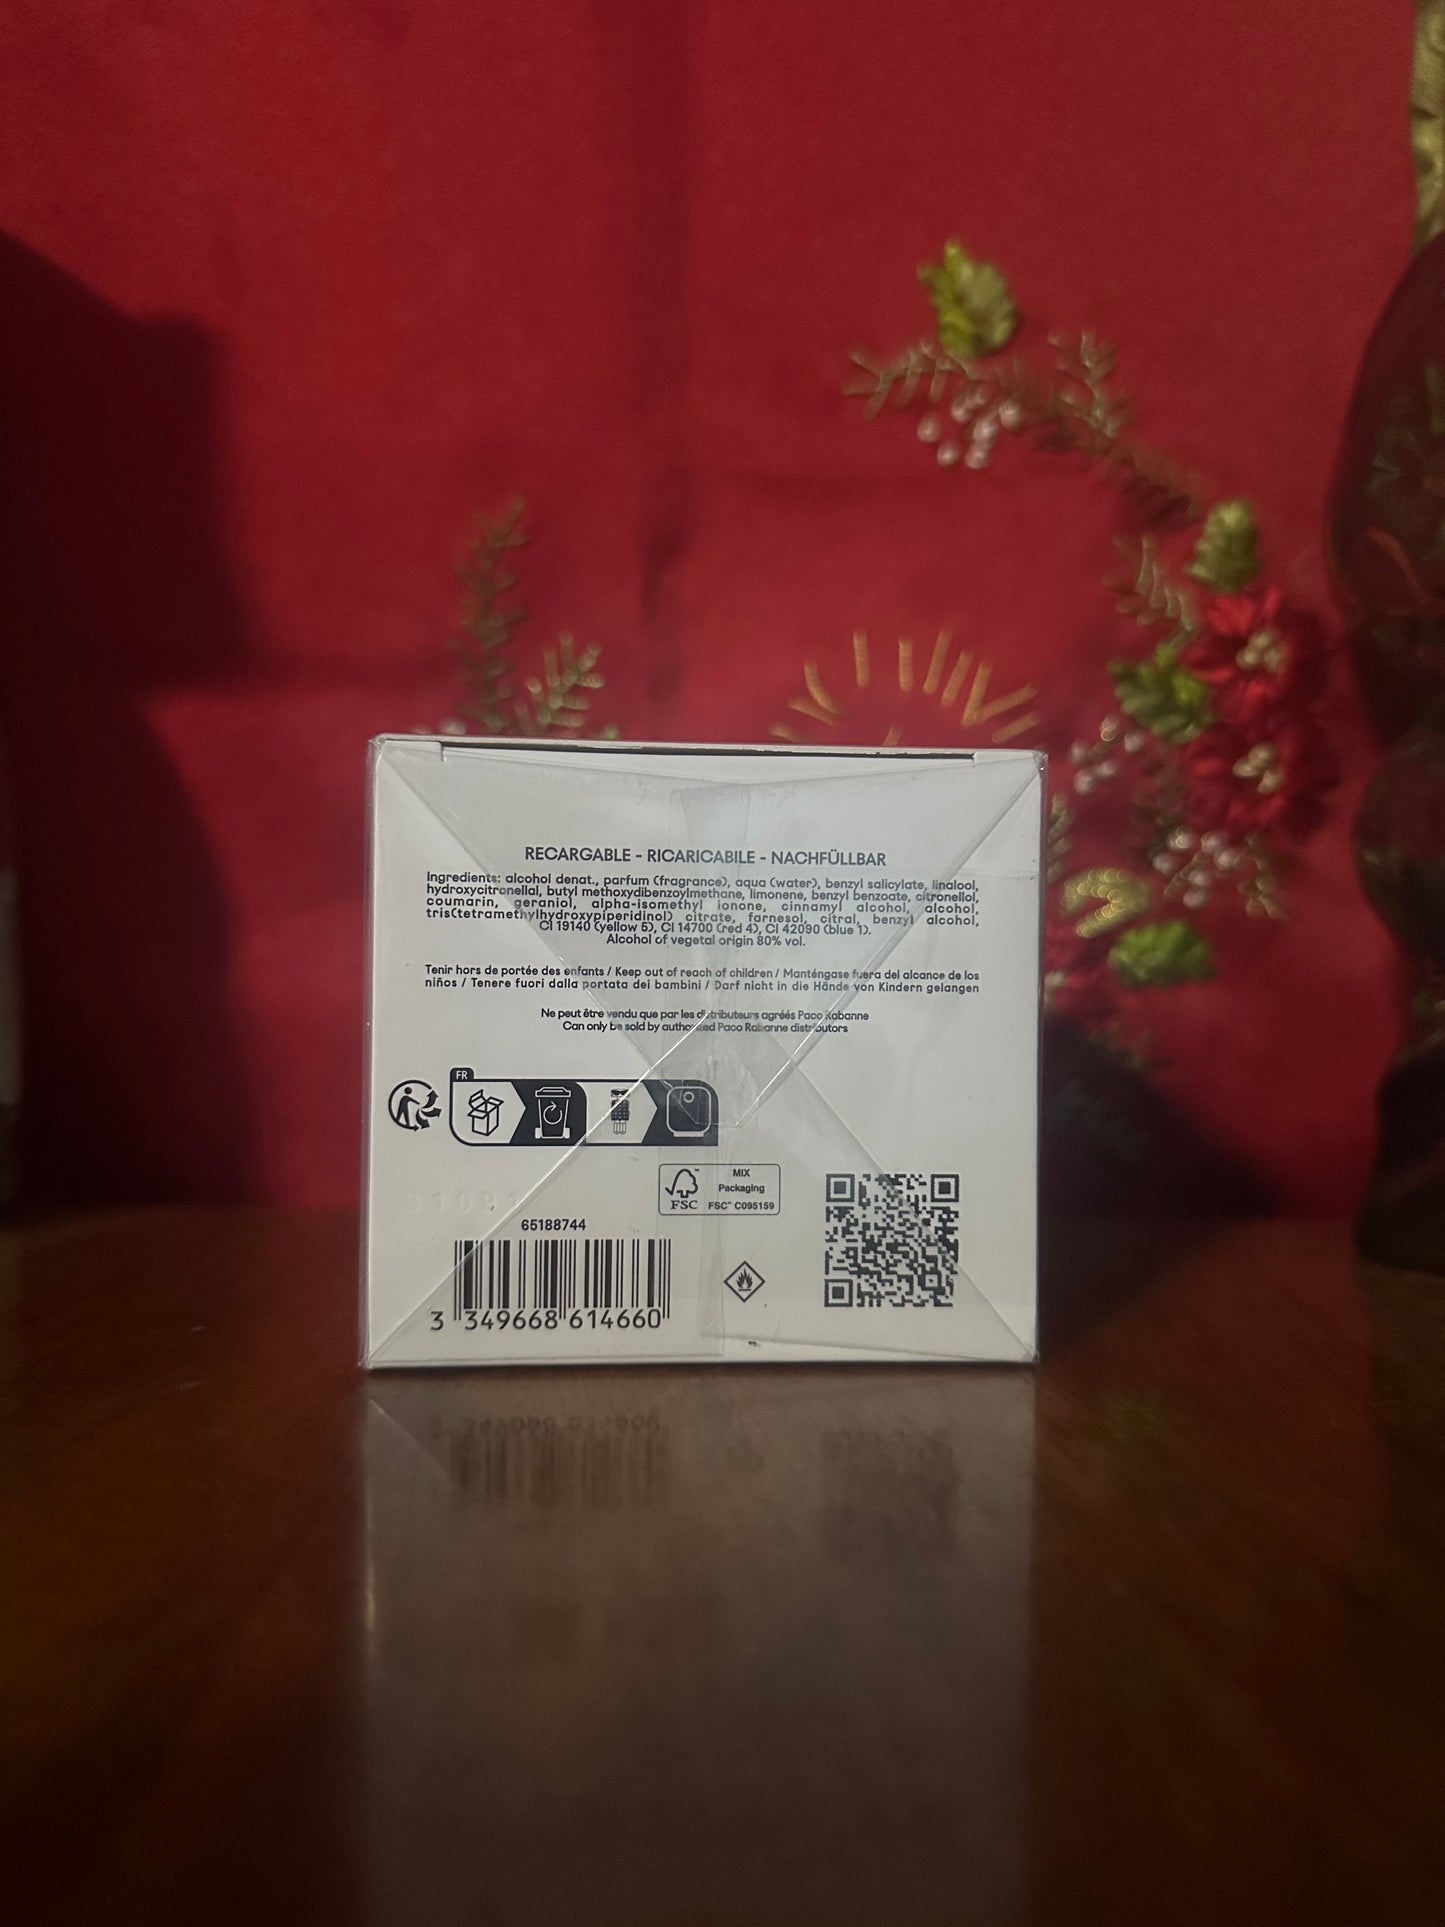 RECARGABLE - RICARICABILE - NACHFÜLLBAR
Ingredients: alcohol denat., parfum (fragrance), aqua (water), benzyl salicylate, linalool,
hydroxycitronellal, butyl methoxydibenzoylmethane, limonene, benzyl benzoate, citronellol,
coumarin, geraniol, alpha-isomethyl ionone, cinnamyl alcohol, alcohol,
tris(tetramethylhydroxypiperidinol) citrate, farnesol, citral, benzyl alcohol,
CI 19140 (yellow 5), CI 14700 (red 4), CI 42090 (blue 1).
Alcohol of vegetal origin 80% vol.
Tenir hors de portée des enfants / Keep out of reach of children / Manténgase fuera del alcance de los
niños / Tenere fuori dalla portata dei bambini / Darf nicht in die Hände von Kindern gelangen
Ne peut être vendu que par les distributeurs agréés Paco Rabanne
Can only be sold by authorized Paco Rabanne distributors
FR
MIX
Packaging
FSC™ FSC™ C095159
65188744
3 349668 614660